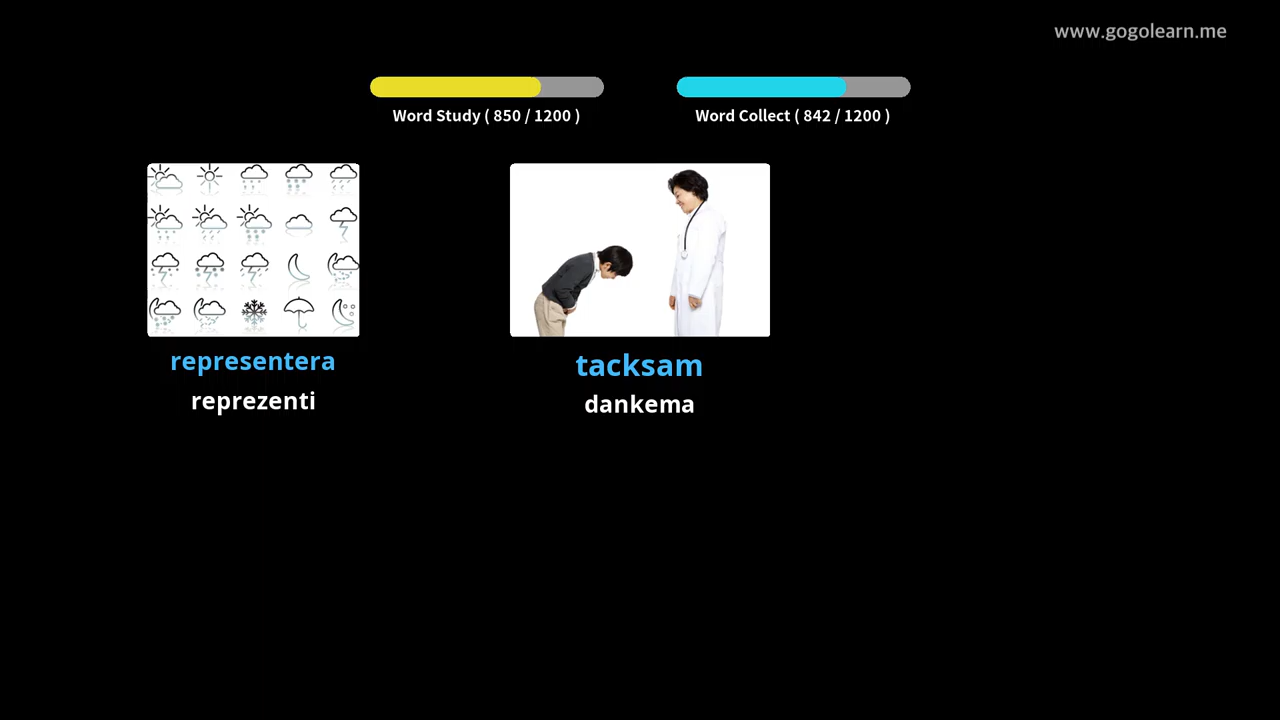 www.gogolearn.me
Word Study ( 850 / 1200 )
Word Collect ( 842 / 1200 )
representera
reprezenti
tacksam
dankema